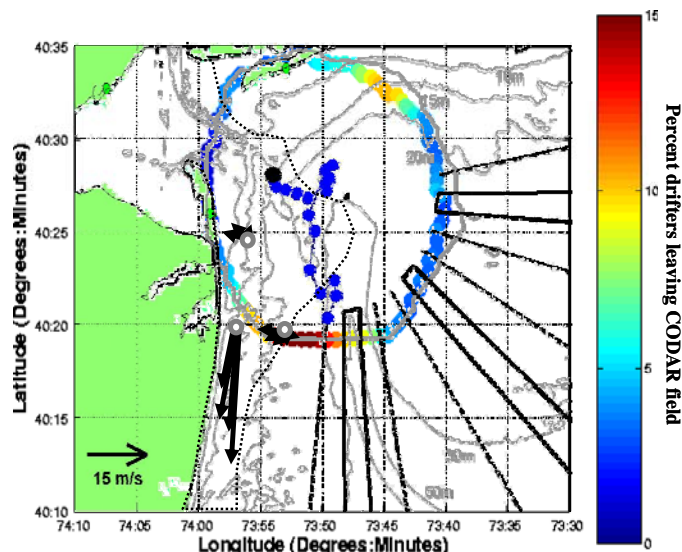 40:35
40:30
40:25
40:20
40:15
40:10
Latitude (Degrees:Minutes)
15m
20m
50m
15 m/s
74:10 74:05 74:00 73:55 73:50 73:45 73:40 73:35 73:30
Longitude (Degrees:Minutes)
15
10
5
0
Percent drifters leaving CODAR field